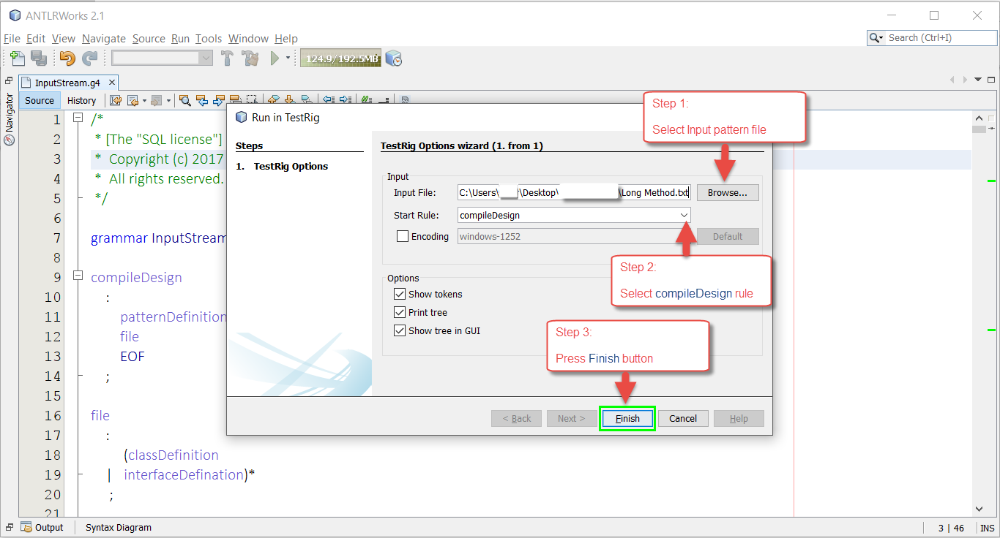 ANTLRWorks 2.1
File Edit View Navigate Source Run Tools Window Help
Search (Ctrl+I)
124.9/192.5MB
InputStream.g4
Navigator
Source History
1 /*
2 * [The "SQL license"]
3 * Copyright (c) 2017
4 * All rights reserved.
5 */
6
7 grammar InputStream
8
9 compileDesign
10 :
11 patternDefinition
12 file
13 EOF
14 ;
15
16 file
17 :
18 (classDefinition
19 | interfaceDefination)*
20 ;
21
Run in TestRig
Steps
1. TestRig Options
TestRig Options wizard (1. from 1)
Input
Input File: C:\Users\ \Desktop\ \Long Method.txt Browse...
Start Rule: compileDesign
Encoding windows-1252 Default
Options
Show tokens
Print tree
Show tree in GUI
< Back Next > Finish Cancel Help
Step 1:
Select Input pattern file
Step 2:
Select compileDesign rule
Step 3:
Press Finish button
Output Syntax Diagram
3 | 46 INS